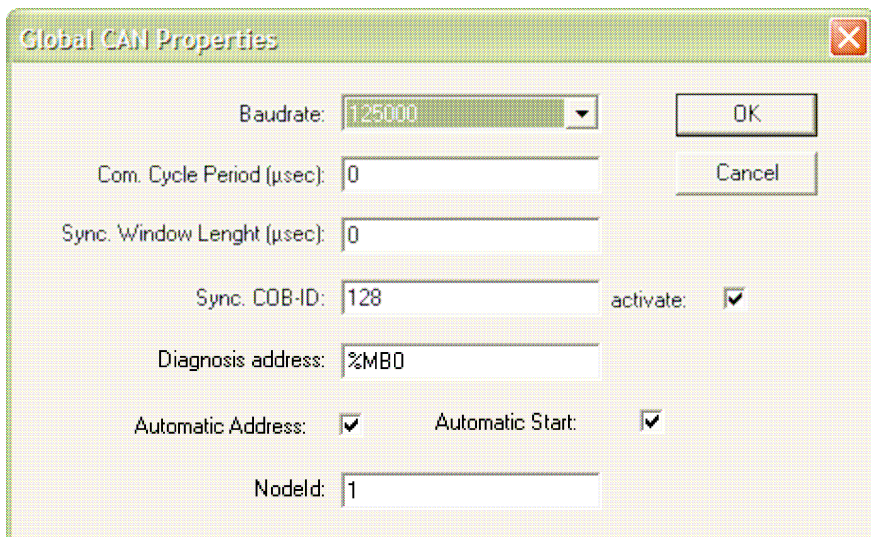 Global CAN Properties
Baudrate: 125000 OK
Com. Cycle Period (µsec): 0 Cancel
Sync. Window Lenght (µsec): 0
Sync. COB-ID: 128 activate:
Diagnosis address: %MB0
Automatic Address: Automatic Start:
NodeId: 1